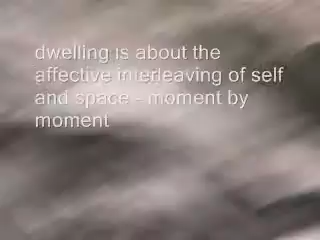 dwelling is about the
affective interleaving of self
and space - moment by
moment